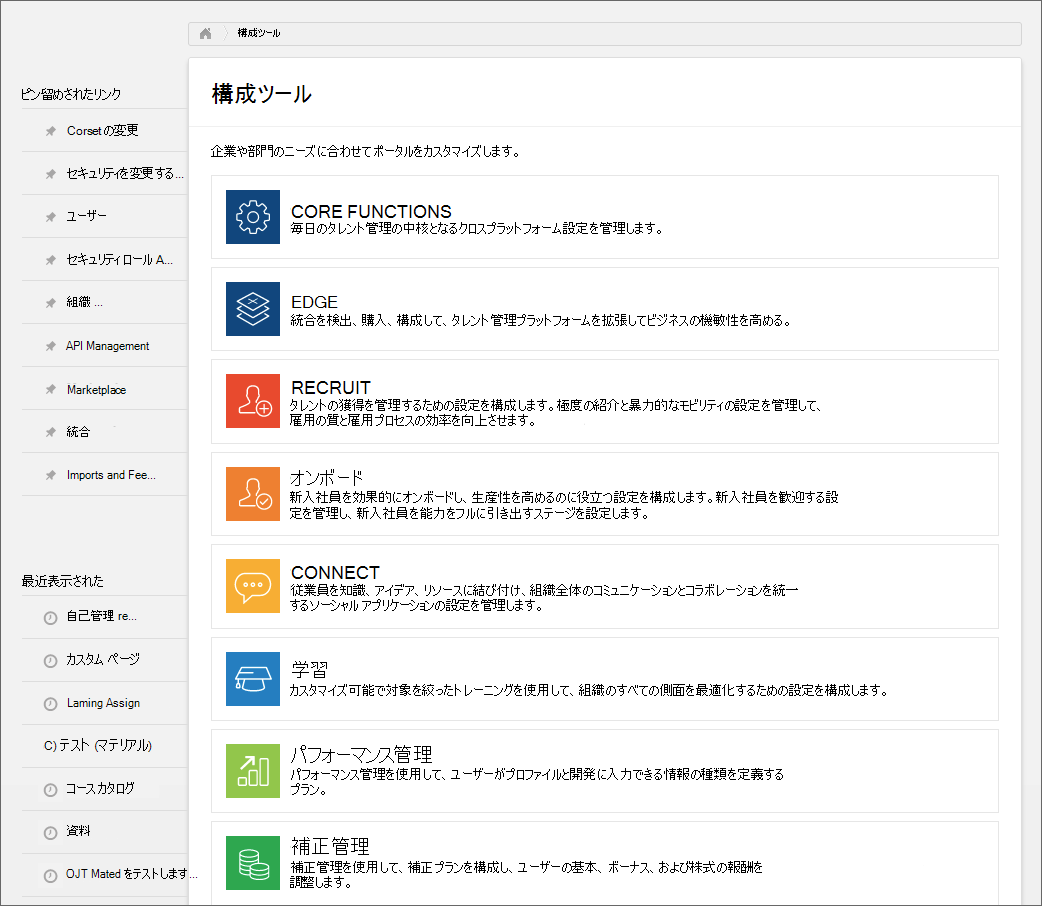 構成ツール
ピン留めされたリンク
Corset の変更
セキュリティを変更する...
ユーザー
セキュリティ ロール A...
組織 ...
API Management
Marketplace
統合
Imports and Fee...
最近表示された
自己管理 re...
カスタム ページ
Laming Assign
C) テスト (マテリアル)
コース カタログ
資料
OJT Mated をテストします...
構成ツール
企業や部門のニーズに合わせてポータルをカスタマイズします。
CORE FUNCTIONS
毎日のタレント管理の中核となるクロスプラットフォーム設定を管理します。
EDGE
統合を検出、購入、構成して、タレント管理プラットフォームを拡張してビジネスの機敏性を高める。
RECRUIT
タレントの獲得を管理するための設定を構成します。極度の紹介と暴力的なモビリティの設定を管理して、
雇用の質と雇用プロセスの効率を向上させます。
オンボード
新入社員を効果的にオンボードし、生産性を高めるのに役立つ設定を構成します。新入社員を歓迎する設
定を管理し、新入社員を能力をフルに引き出すステージを設定します。
CONNECT
従業員を知識、アイデア、リソースに結び付け、組織全体のコミュニケーションとコラボレーションを統一
するソーシャル アプリケーションの設定を管理します。
学習
カスタマイズ可能で対象を絞ったトレーニングを使用して、組織のすべての側面を最適化するための設定を構成します。
パフォーマンス管理
パフォーマンス管理を使用して、ユーザーがプロファイルと開発に入力できる情報の種類を定義する
プラン。
補正管理
補正管理を使用して、補正プランを構成し、ユーザーの基本、ボーナス、および株式の報酬を
調整します。